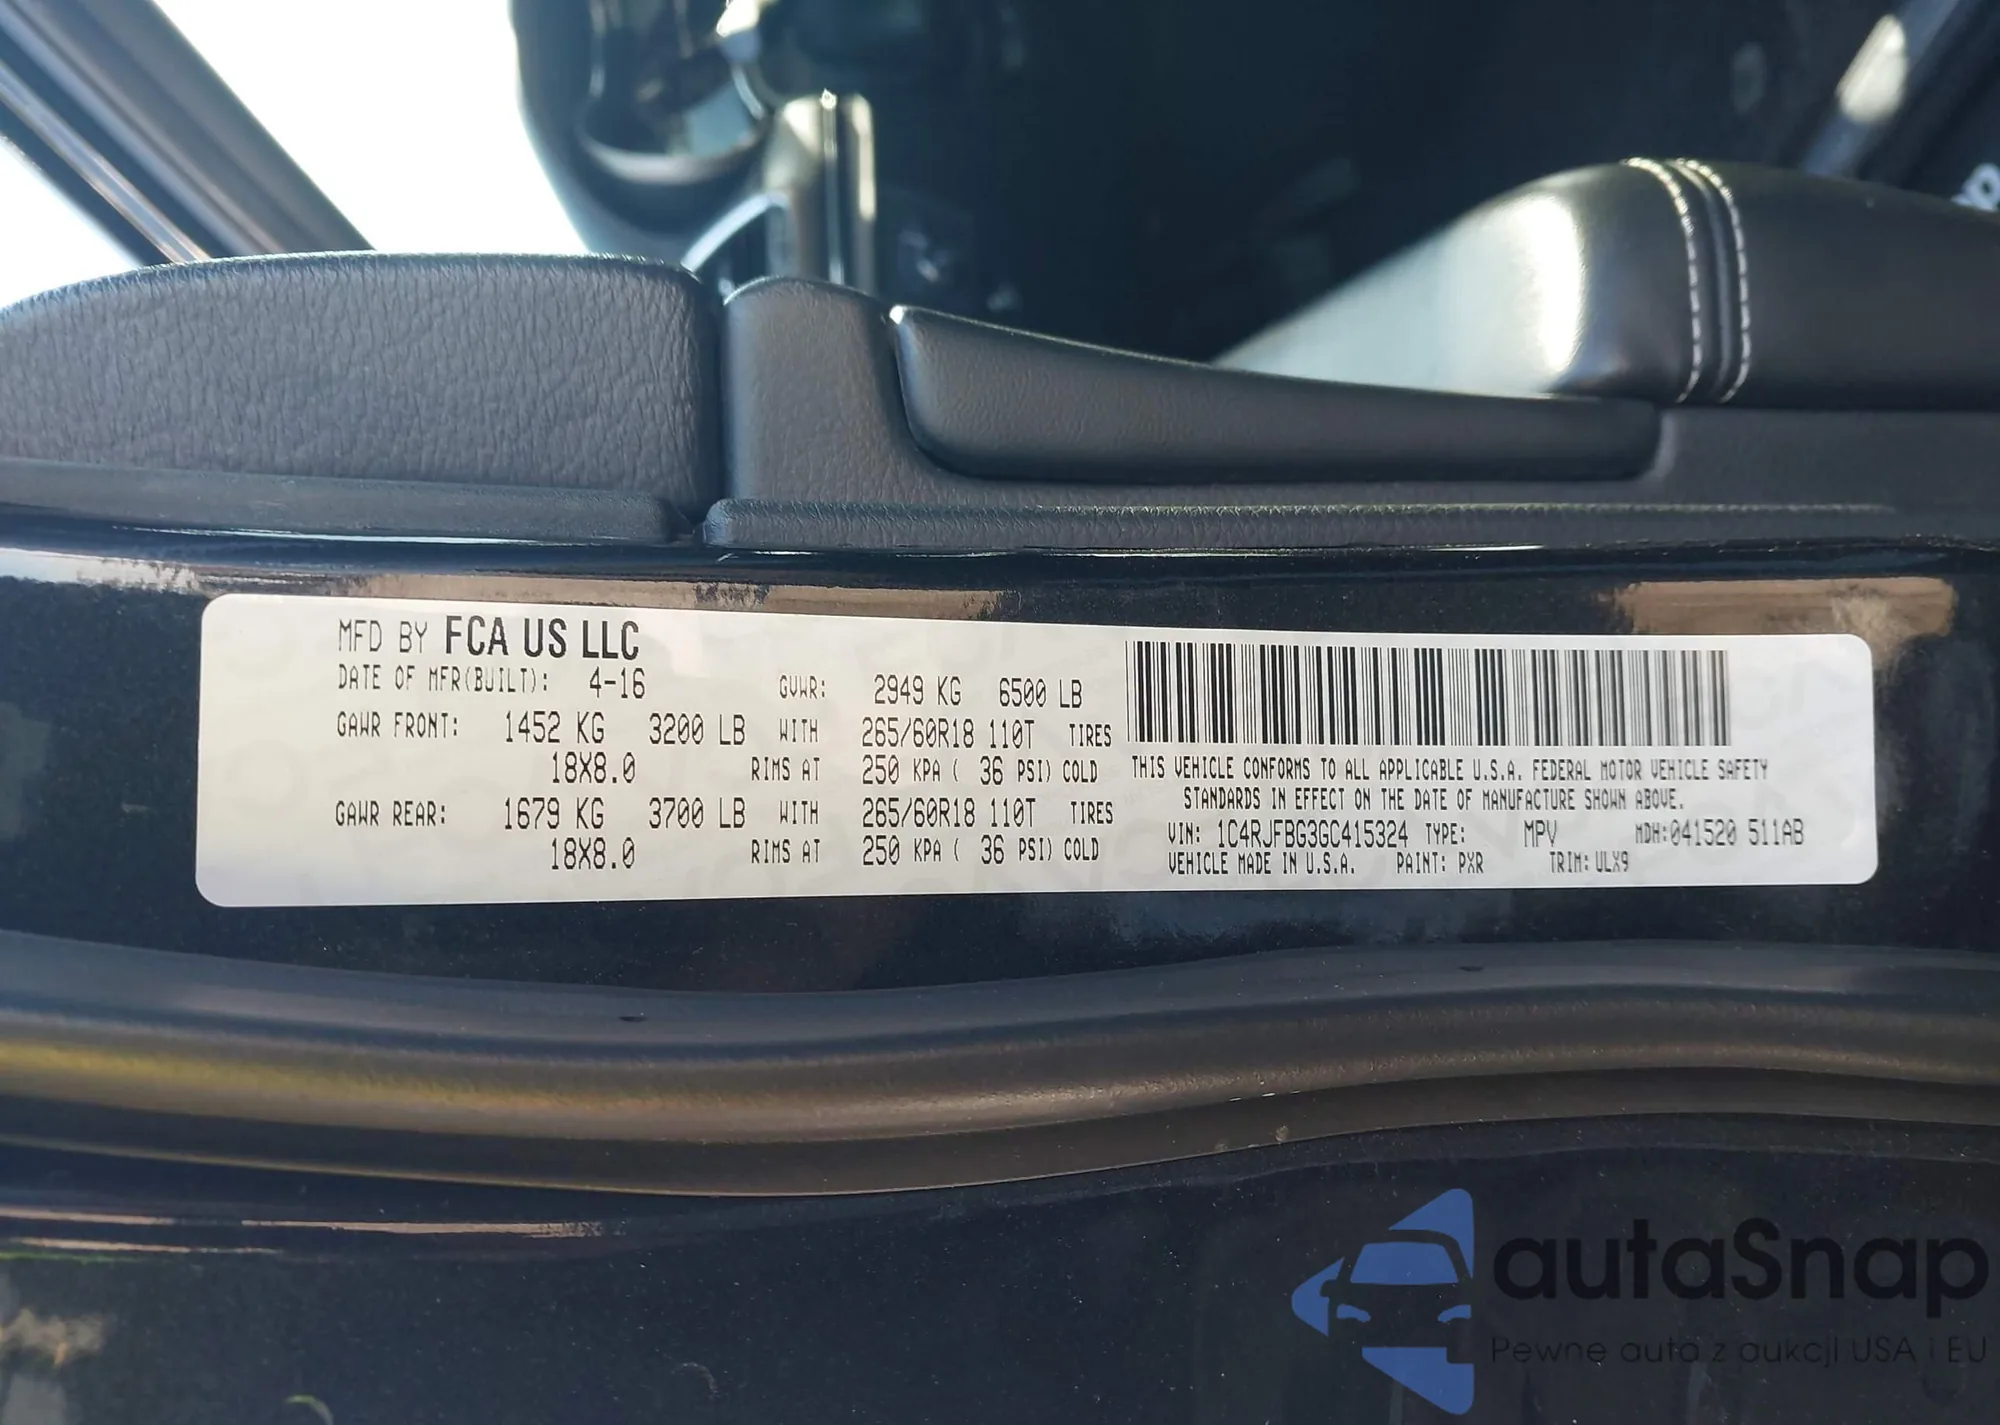 MFD BY FCA US LLC
DATE OF MFR(BUILT): 4-16 GVWR: 2949 KG 6500 LB
GAWR FRONT: 1452 KG 3200 LB WITH 265/60R18 110T TIRES
18X8.0 RIMS AT 250 KPA ( 36 PSI) COLD
GAWR REAR: 1679 KG 3700 LB WITH 265/60R18 110T TIRES
18X8.0 RIMS AT 250 KPA ( 36 PSI) COLD
THIS VEHICLE CONFORMS TO ALL APPLICABLE U.S.A. FEDERAL MOTOR VEHICLE SAFETY
STANDARDS IN EFFECT ON THE DATE OF MANUFACTURE SHOWN ABOVE.
VIN: 1C4RJFBG3GC415324 TYPE: MPV MDH:041520 511AB
VEHICLE MADE IN U.S.A. PAINT: PXR TRIM: ULX9
autaSnap
Pewne auta z aukcji USA i EU